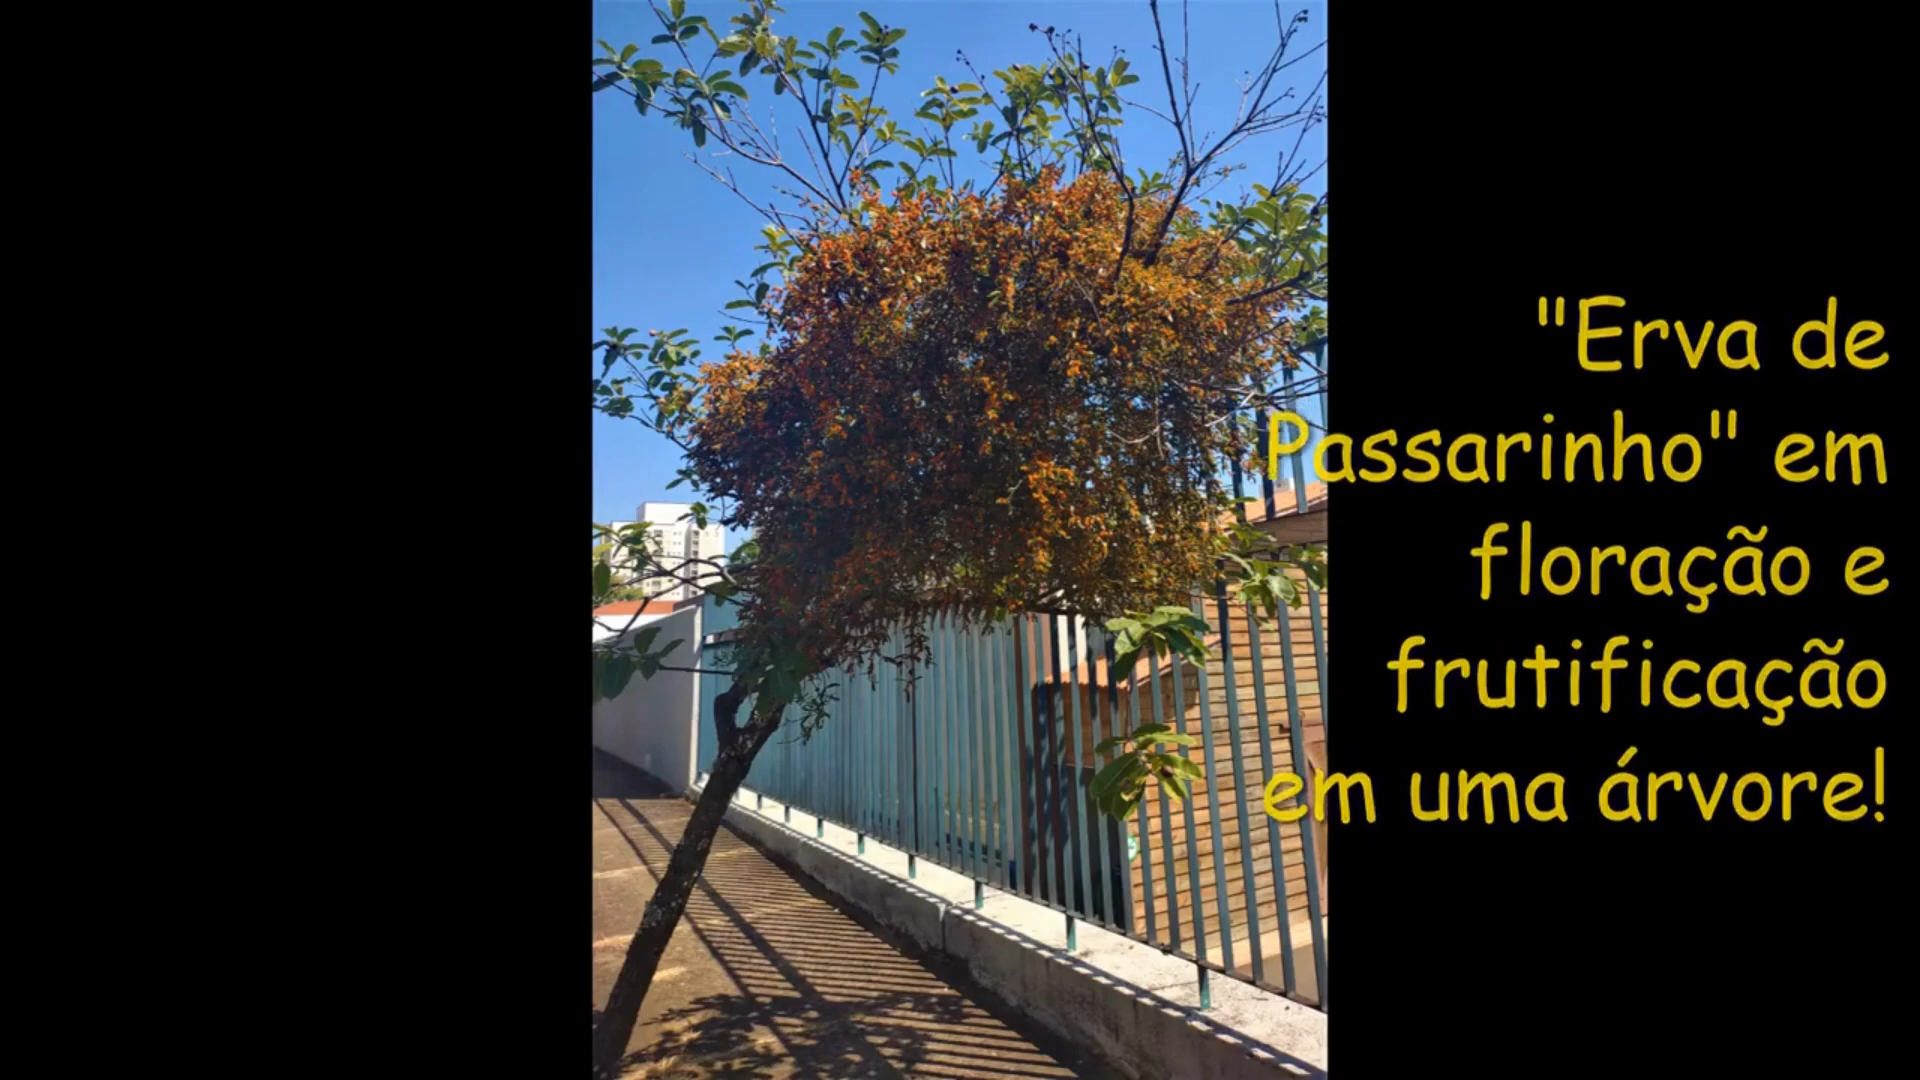 "Erva de
Passarinho" em
floração e
frutificação
em uma árvore!